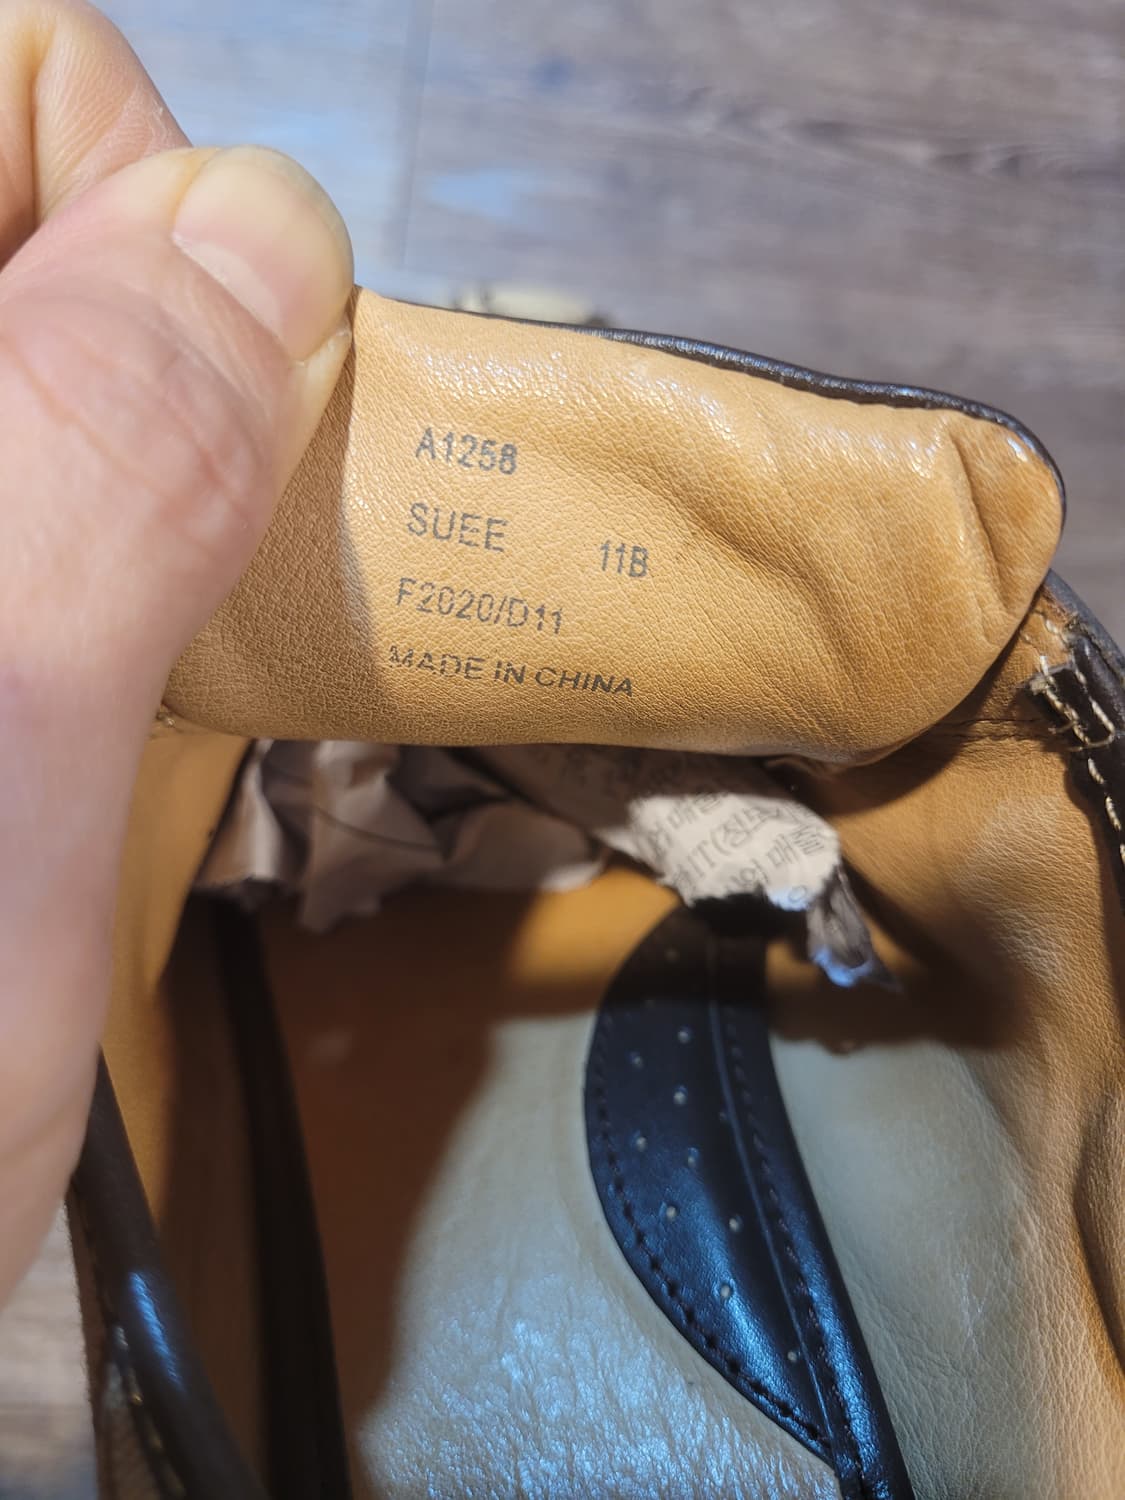 A1258
SUEE 11B
F2020/D11
MADE IN CHINA